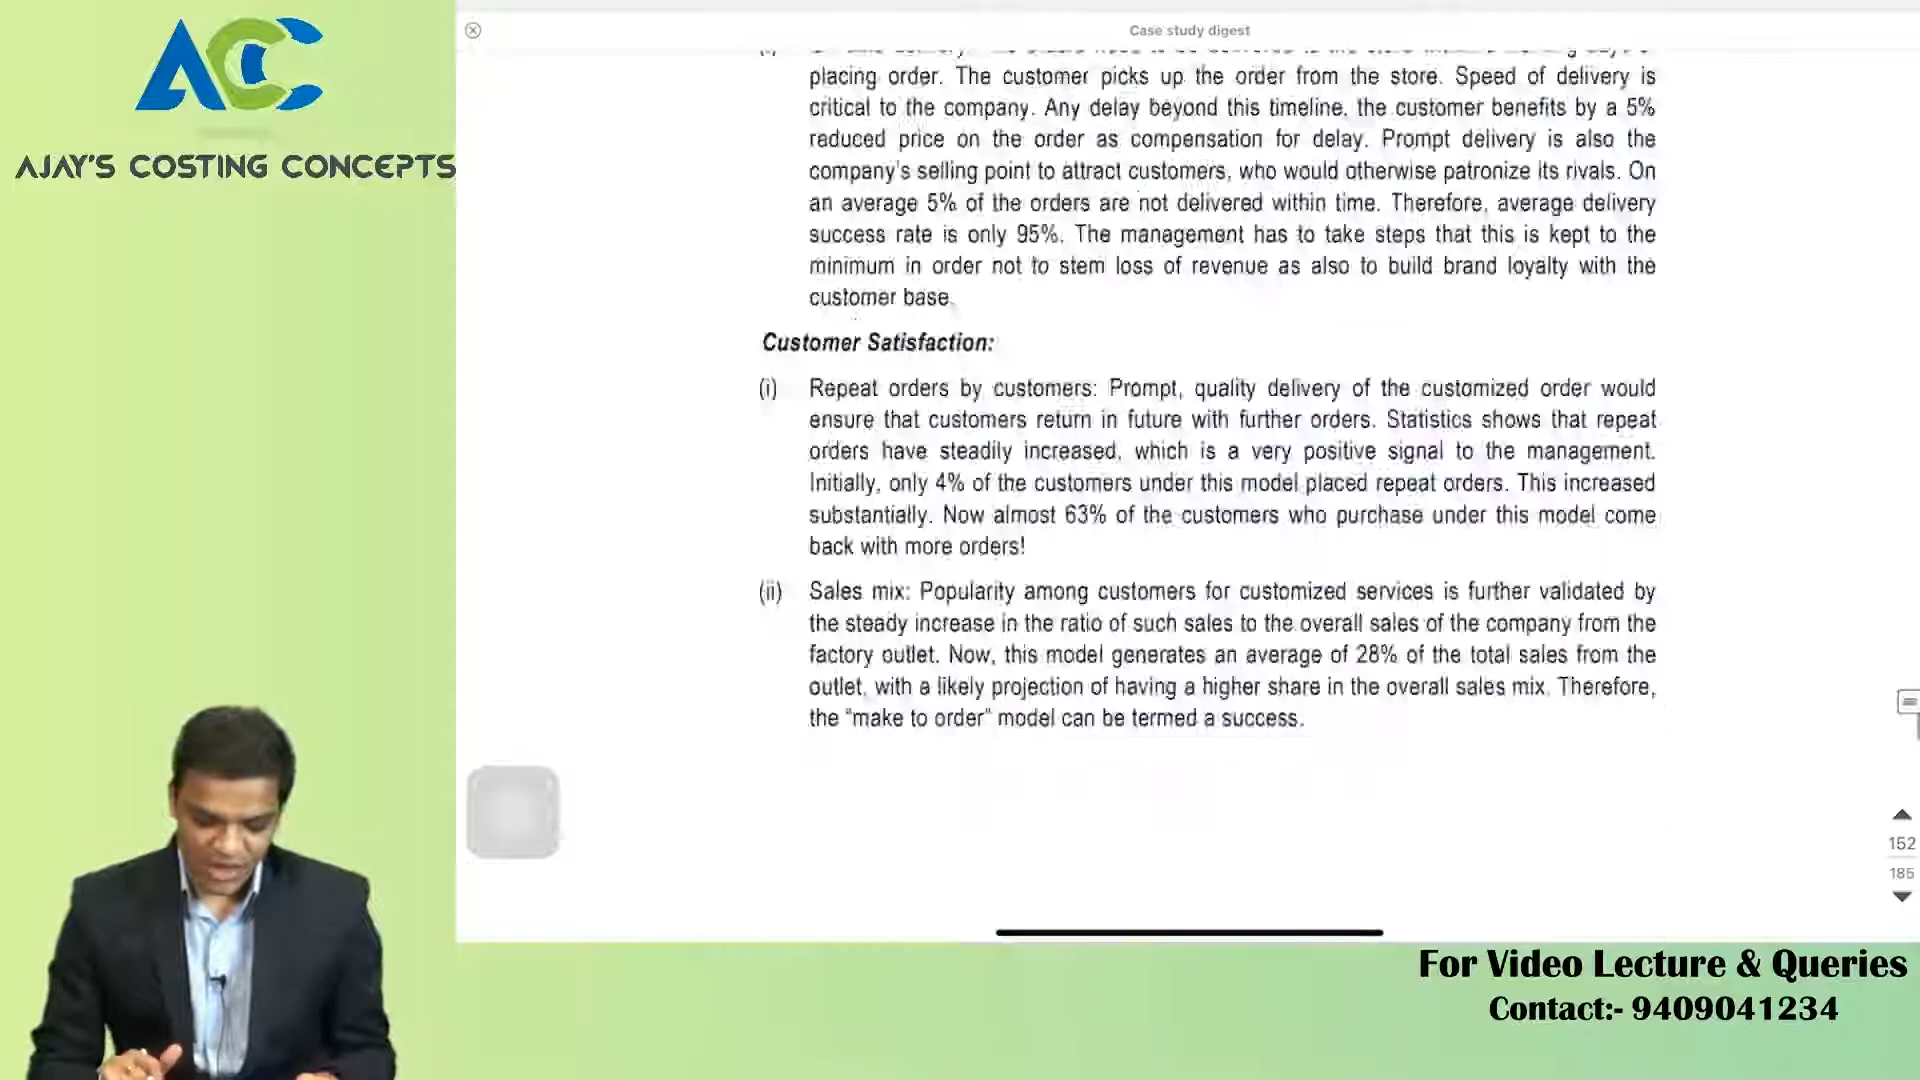 ACC
AJAY'S COSTING CONCEPTS
Case study digest
placing order. The customer picks up the order from the store. Speed of delivery is
critical to the company. Any delay beyond this timeline, the customer benefits by a 5%
reduced price on the order as compensation for delay. Prompt delivery is also the
company's selling point to attract customers, who would otherwise patronize its rivals. On
an average 5% of the orders are not delivered within time. Therefore, average delivery
success rate is only 95%. The management has to take steps that this is kept to the
minimum in order not to stem loss of revenue as also to build brand loyalty with the
customer base.
Customer Satisfaction:
(i) Repeat orders by customers: Prompt, quality delivery of the customized order would
ensure that customers return in future with further orders. Statistics shows that repeat
orders have steadily increased, which is a very positive signal to the management.
Initially, only 4% of the customers under this model placed repeat orders. This increased
substantially. Now almost 63% of the customers who purchase under this model come
back with more orders!
(ii) Sales mix: Popularity among customers for customized services is further validated by
the steady increase in the ratio of such sales to the overall sales of the company from the
factory outlet. Now, this model generates an average of 28% of the total sales from the
outlet, with a likely projection of having a higher share in the overall sales mix. Therefore,
the "make to order" model can be termed a success.
152
185
For Video Lecture & Queries
Contact:- 9409041234